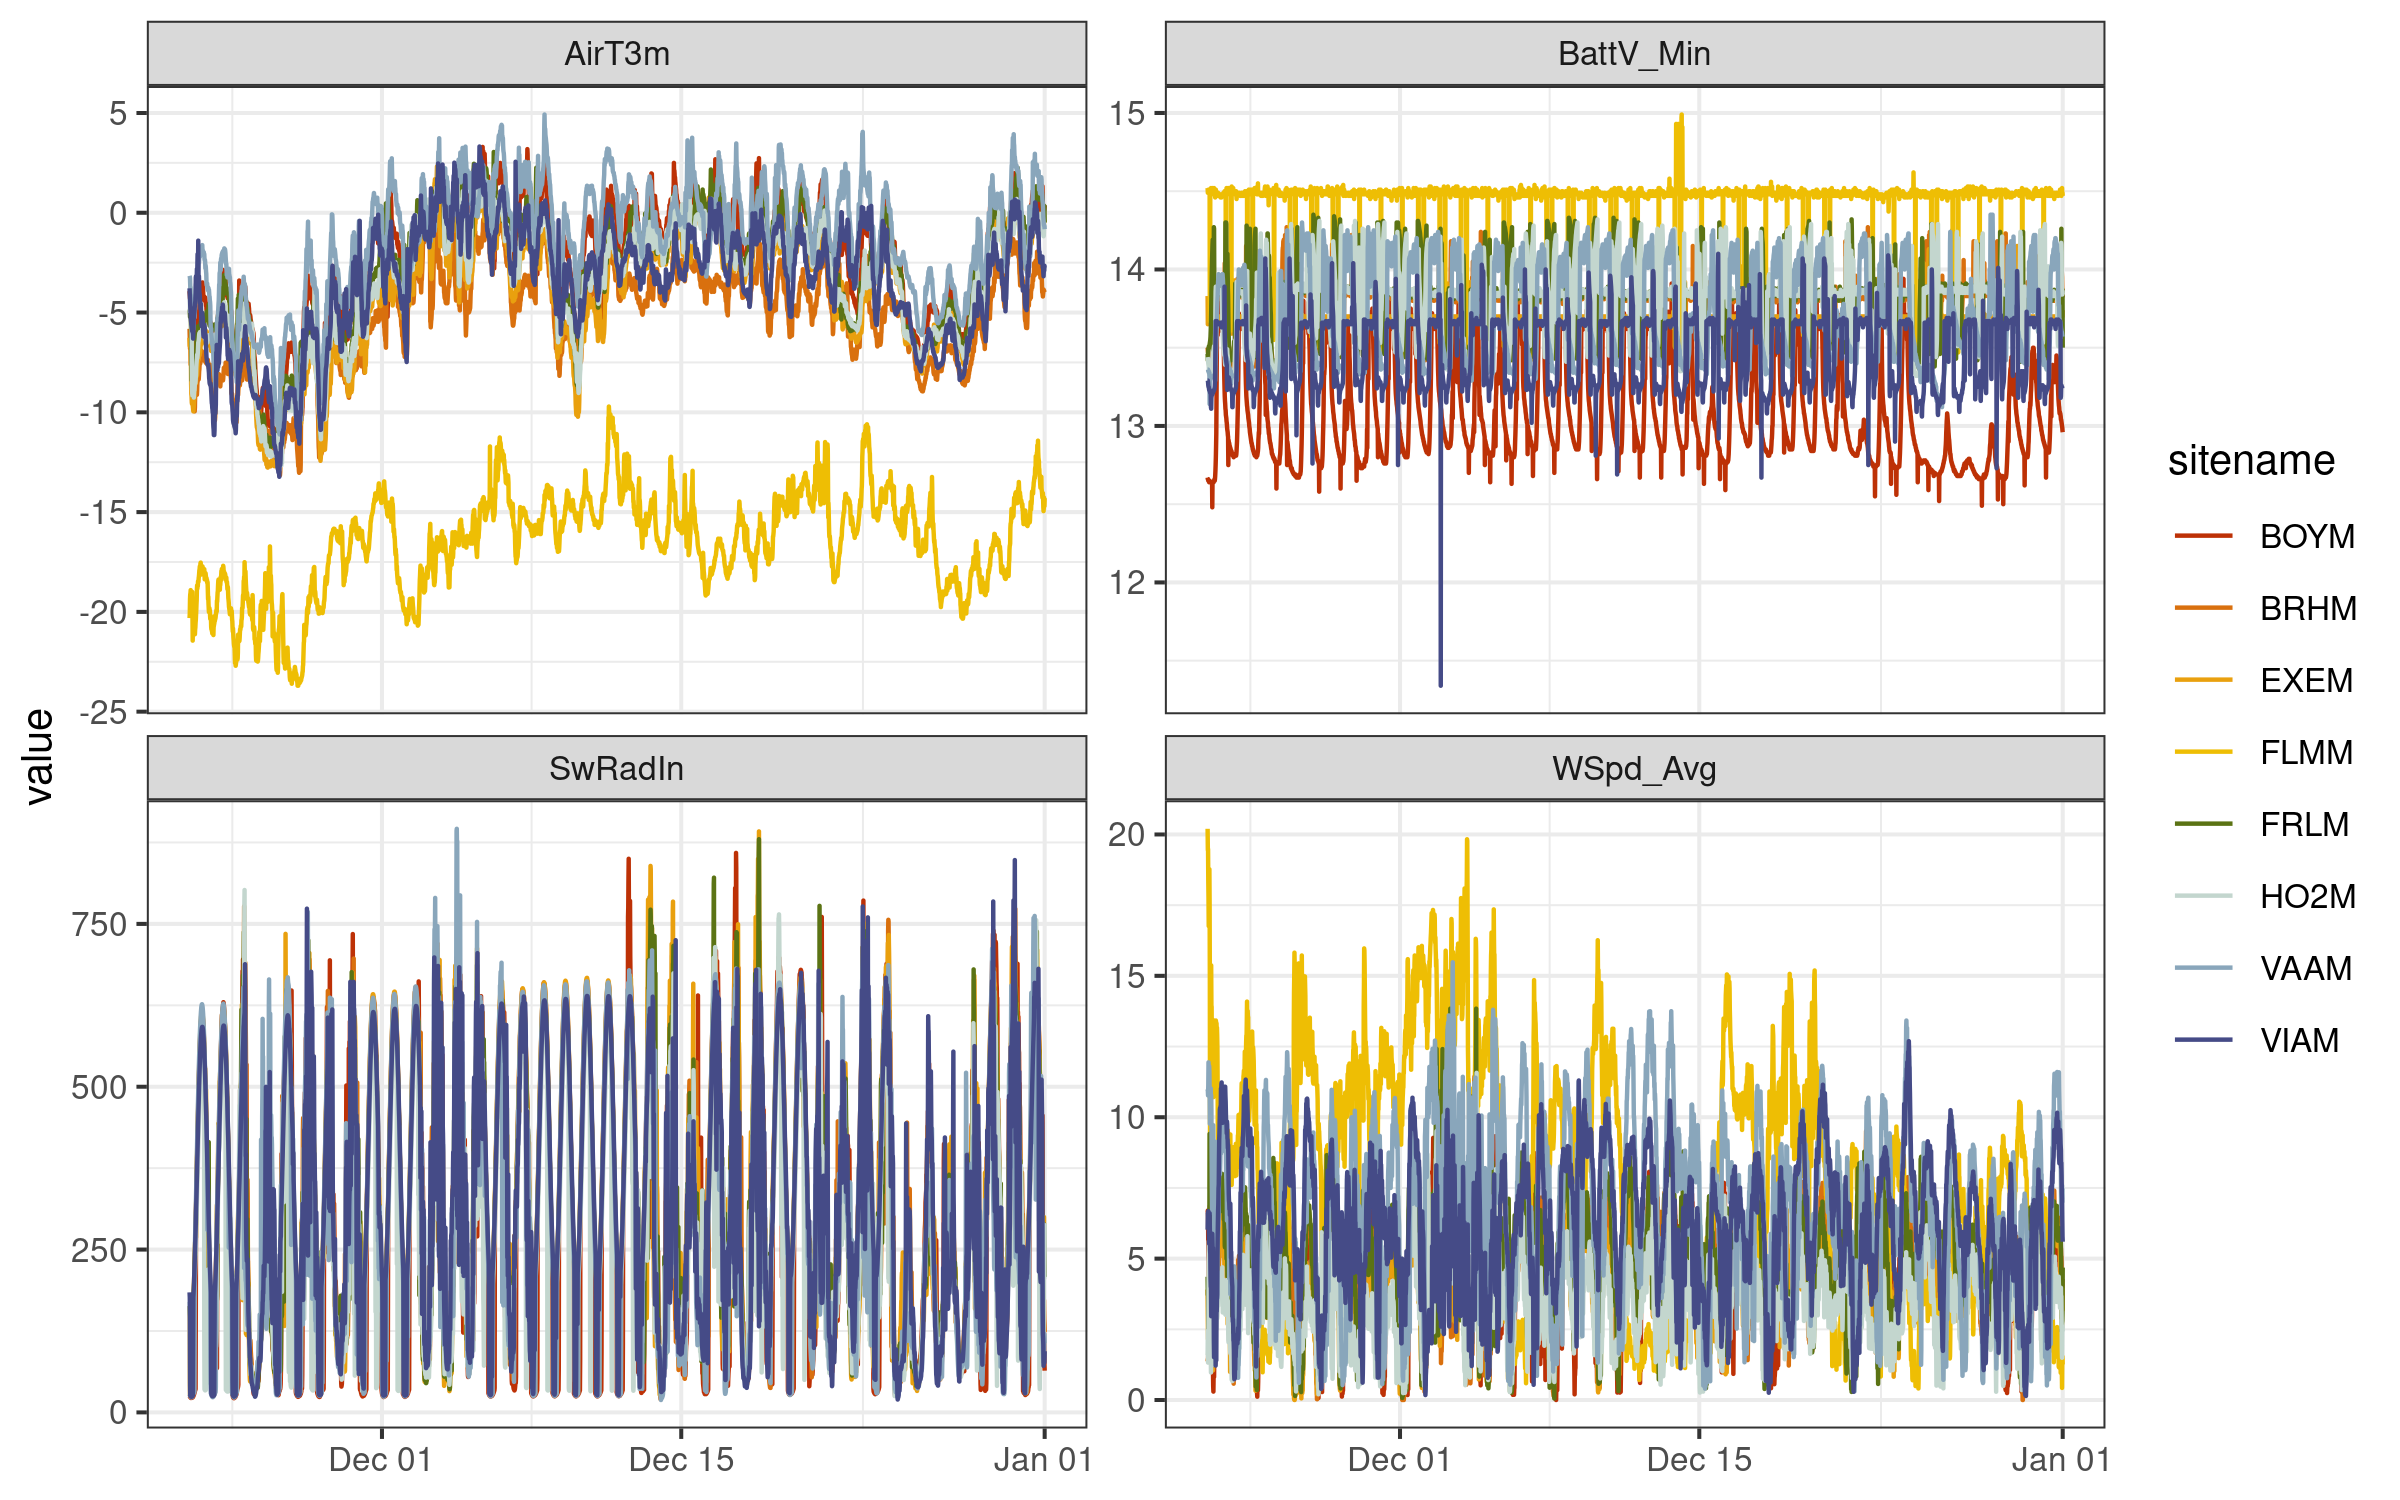 AirT3m
BattV_Min
5
0
-5
-10
-15
-20
-25
15
14
13
12
value
SwRadIn
WSpd_Avg
750
500
250
0
20
15
10
5
0
Dec 01
Dec 15
Jan 01
Dec 01
Dec 15
Jan 01
sitename
BOYM
BRHM
EXEM
FLMM
FRLM
HO2M
VAAM
VIAM